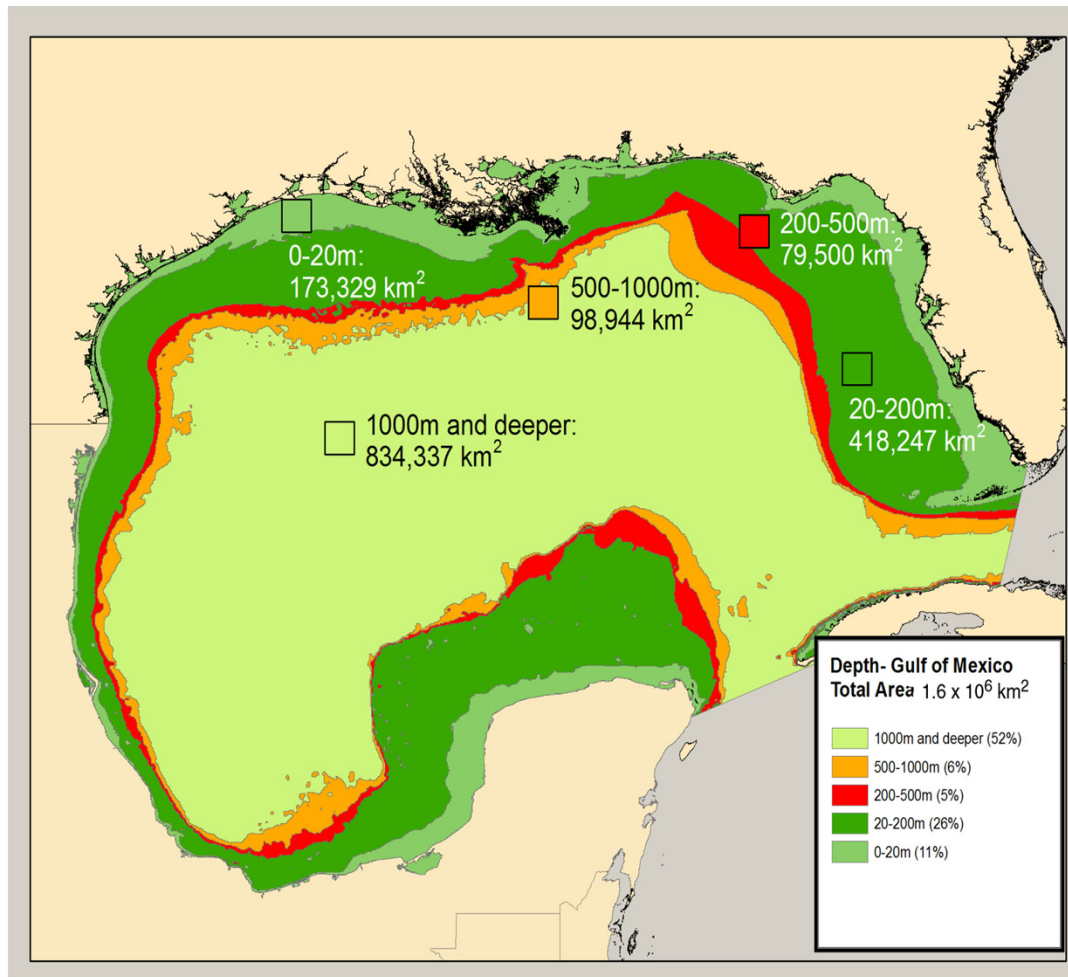 0-20m:
173,329 km²
200-500m:
79,500 km²
500-1000m:
98,944 km²
20-200m:
418,247 km²
1000m and deeper:
834,337 km²
Depth- Gulf of Mexico
Total Area 1.6 x 10⁶ km²
1000m and deeper (52%)
500-1000m (6%)
200-500m (5%)
20-200m (26%)
0-20m (11%)